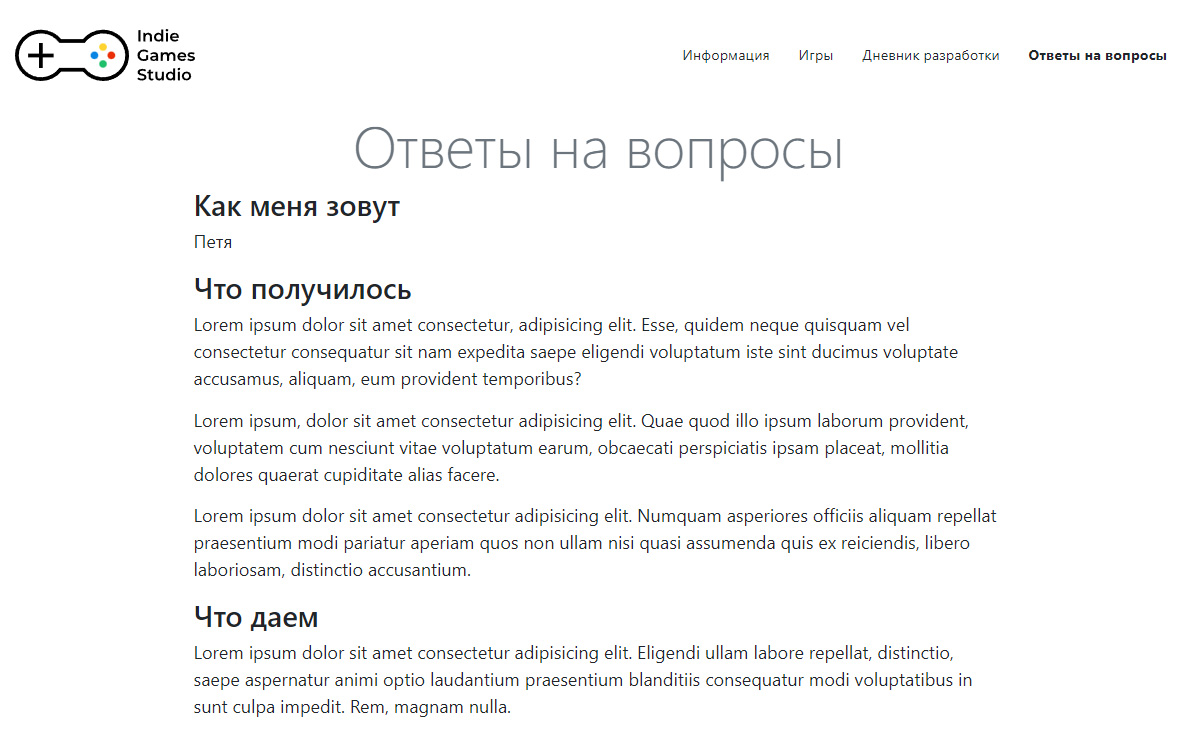 Indie
Games
Studio
Информация Игры Дневник разработки Ответы на вопросы
Ответы на вопросы
Как меня зовут
Петя
Что получилось
Lorem ipsum dolor sit amet consectetur, adipisicing elit. Esse, quidem neque quisquam vel
consectetur consequatur sit nam expedita saepe eligendi voluptatum iste sint ducimus voluptate
accusamus, aliquam, eum provident temporibus?
Lorem ipsum, dolor sit amet consectetur adipisicing elit. Quae quod illo ipsum laborum provident,
voluptatem cum nesciunt vitae voluptatum earum, obcaecati perspiciatis ipsam placeat, mollitia
dolores quaerat cupiditate alias facere.
Lorem ipsum dolor sit amet consectetur adipisicing elit. Numquam asperiores officiis aliquam repellat
praesentium modi pariatur aperiam quos non ullam nisi quasi assumenda quis ex reiciendis, libero
laboriosam, distinctio accusantium.
Что даем
Lorem ipsum dolor sit amet consectetur adipisicing elit. Eligendi ullam labore repellat, distinctio,
saepe aspernatur animi optio laudantium praesentium blanditiis consequatur modi voluptatibus in
sunt culpa impedit. Rem, magnam nulla.